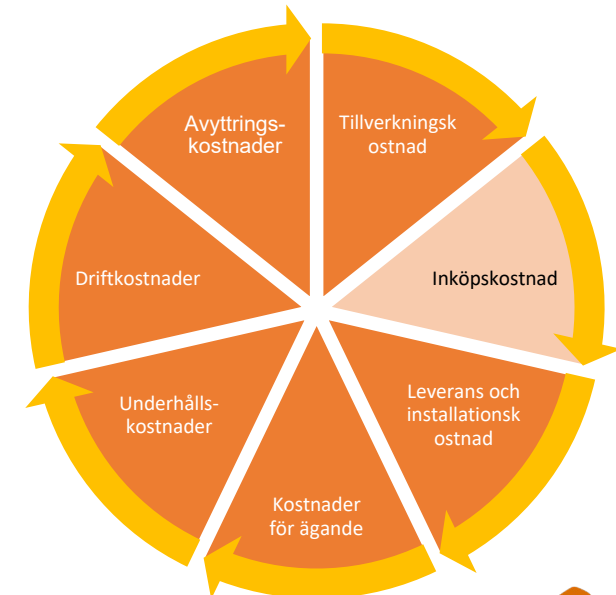 Avyttrings-
kostnader
Tillverkningsk
ostnad
Inköpskostnad
Leverans och
installationsk
ostnad
Kostnader
för ägande
Underhålls-
kostnader
Driftkostnader